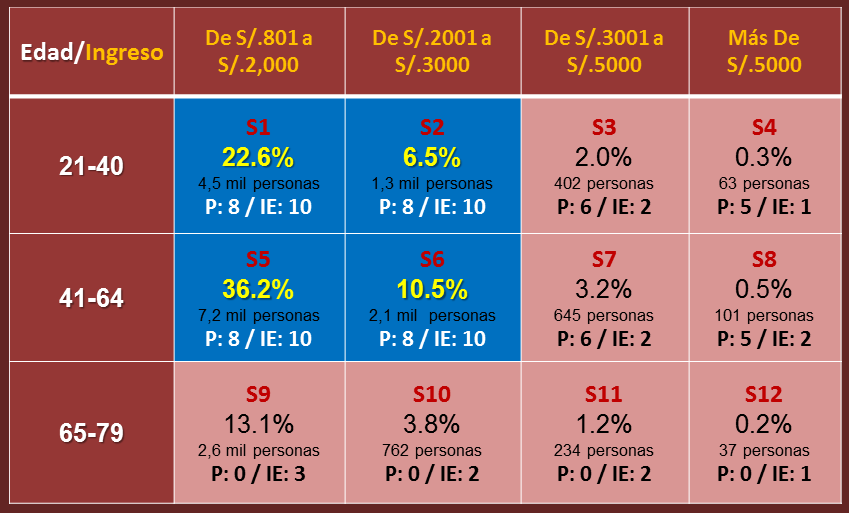 Edad/Ingreso
De S/.801 a
S/.2,000
De S/.2001 a
S/.3000
De S/.3001 a
S/.5000
Más De
S/.5000
21-40
S1
22.6%
4,5 mil personas
P: 8 / IE: 10
S2
6.5%
1,3 mil personas
P: 8 / IE: 10
S3
2.0%
402 personas
P: 6 / IE: 2
S4
0.3%
63 personas
P: 5 / IE: 1
41-64
S5
36.2%
7,2 mil personas
P: 8 / IE: 10
S6
10.5%
2,1 mil personas
P: 8 / IE: 10
S7
3.2%
645 personas
P: 6 / IE: 2
S8
0.5%
101 personas
P: 5 / IE: 2
65-79
S9
13.1%
2,6 mil personas
P: 0 / IE: 3
S10
3.8%
762 personas
P: 0 / IE: 2
S11
1.2%
234 personas
P: 0 / IE: 2
S12
0.2%
37 personas
P: 0 / IE: 1